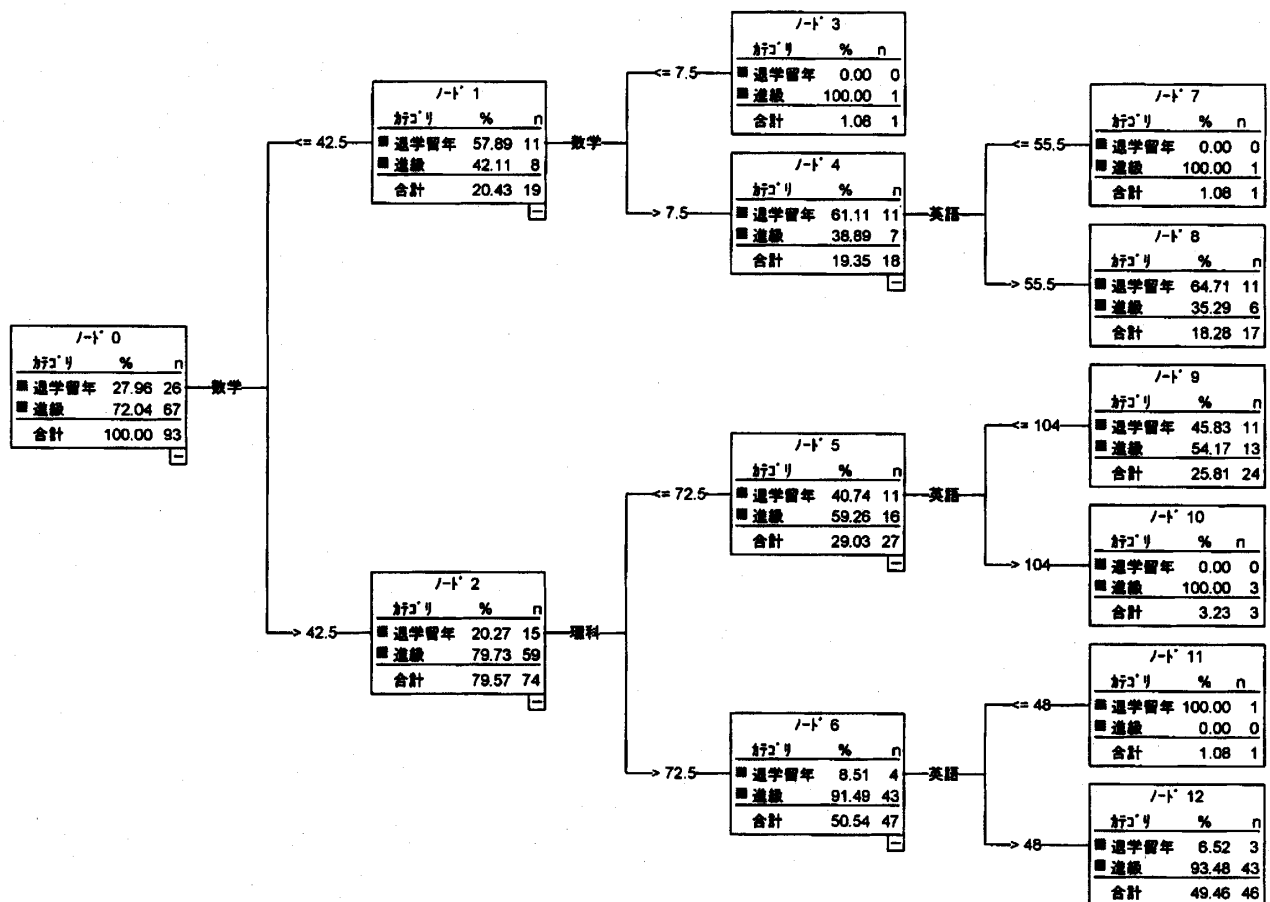 ﾉｰﾄﾞ 0
ｶﾃｺﾞﾘ % n
退学留年 27.96 26
進級 72.04 67
合計 100.00 93
数学
<= 42.5
ﾉｰﾄﾞ 1
ｶﾃｺﾞﾘ % n
退学留年 57.89 11
進級 42.11 8
合計 20.43 19
数学
> 42.5
ﾉｰﾄﾞ 2
ｶﾃｺﾞﾘ % n
退学留年 20.27 15
進級 79.73 59
合計 79.57 74
理科
<= 7.5
ﾉｰﾄﾞ 3
ｶﾃｺﾞﾘ % n
退学留年 0.00 0
進級 100.00 1
合計 1.08 1
> 7.5
ﾉｰﾄﾞ 4
ｶﾃｺﾞﾘ % n
退学留年 61.11 11
進級 38.89 7
合計 19.35 18
英語
<= 72.5
ﾉｰﾄﾞ 5
ｶﾃｺﾞﾘ % n
退学留年 40.74 11
進級 59.26 16
合計 29.03 27
英語
> 72.5
ﾉｰﾄﾞ 6
ｶﾃｺﾞﾘ % n
退学留年 8.51 4
進級 91.49 43
合計 50.54 47
英語
<= 55.5
ﾉｰﾄﾞ 7
ｶﾃｺﾞﾘ % n
退学留年 0.00 0
進級 100.00 1
合計 1.08 1
> 55.5
ﾉｰﾄﾞ 8
ｶﾃｺﾞﾘ % n
退学留年 64.71 11
進級 35.29 6
合計 18.28 17
<= 104
ﾉｰﾄﾞ 9
ｶﾃｺﾞﾘ % n
退学留年 45.83 11
進級 54.17 13
合計 25.81 24
> 104
ﾉｰﾄﾞ 10
ｶﾃｺﾞﾘ % n
退学留年 0.00 0
進級 100.00 3
合計 3.23 3
<= 48
ﾉｰﾄﾞ 11
ｶﾃｺﾞﾘ % n
退学留年 100.00 1
進級 0.00 0
合計 1.08 1
> 48
ﾉｰﾄﾞ 12
ｶﾃｺﾞﾘ % n
退学留年 6.52 3
進級 93.48 43
合計 49.46 46